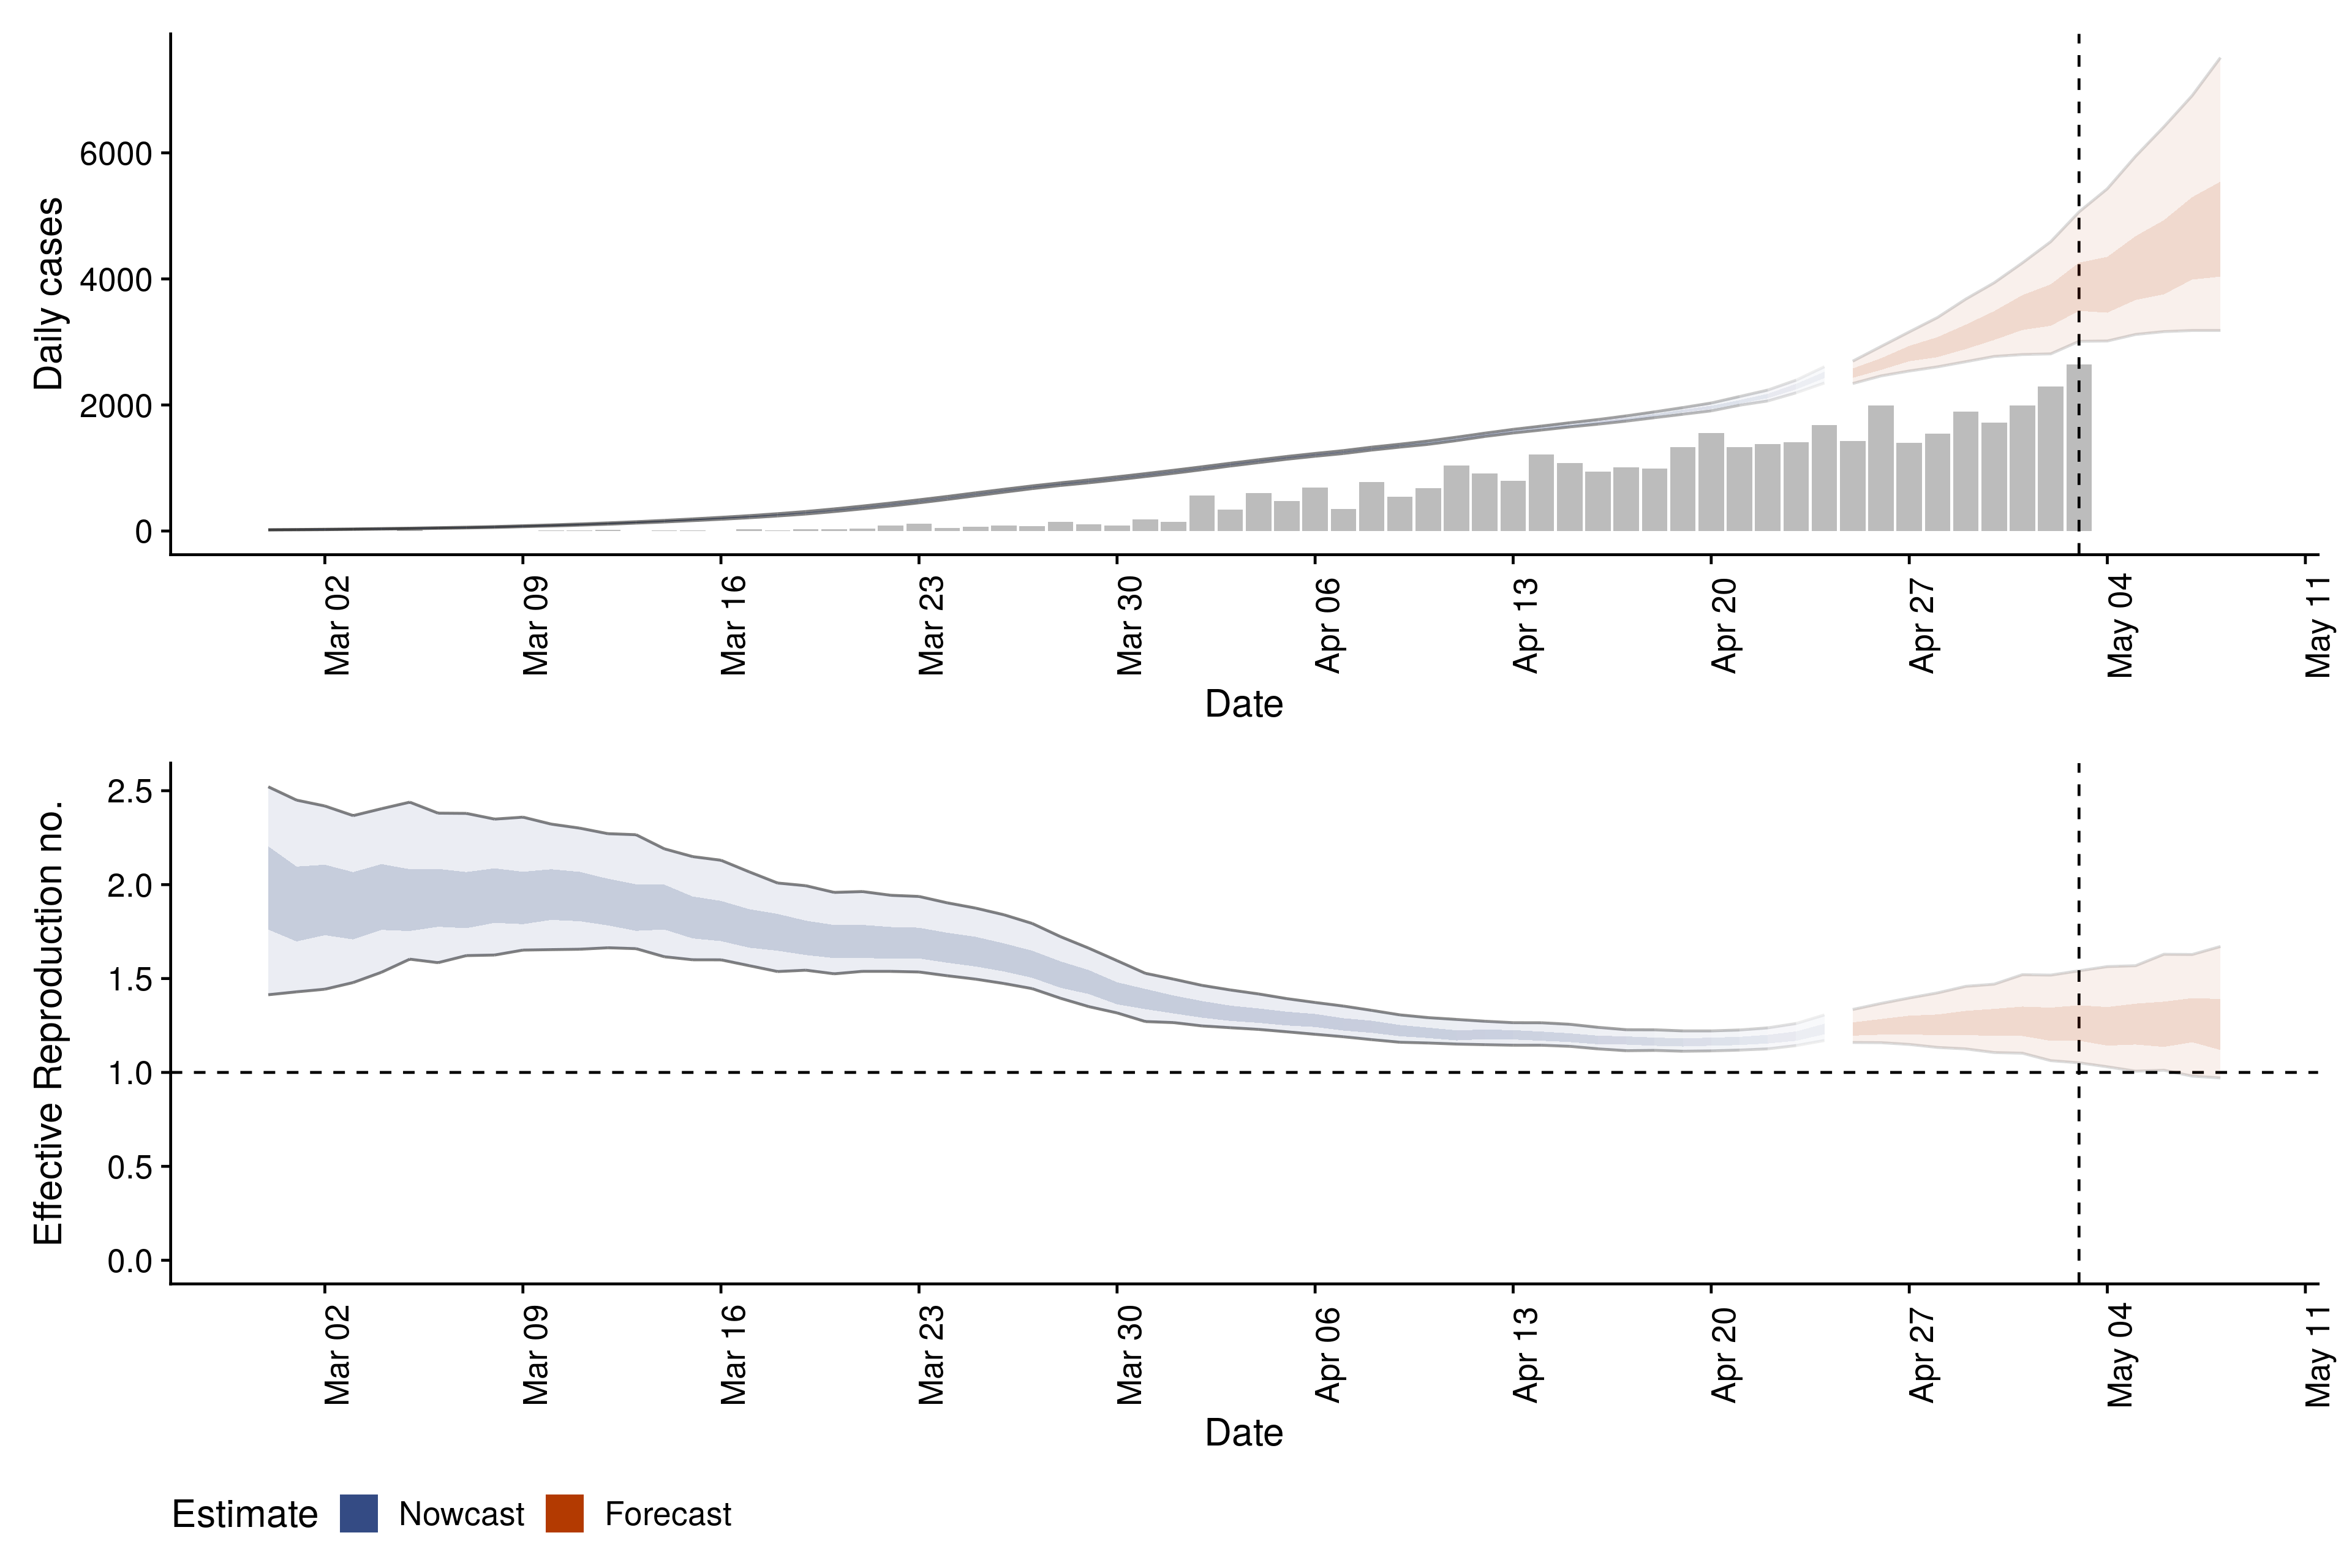 Daily cases
6000
4000
2000
0
Mar 02
Mar 09
Mar 16
Mar 23
Mar 30
Apr 06
Apr 13
Apr 20
Apr 27
May 04
May 11
Date
Effective Reproduction no.
2.5
2.0
1.5
1.0
0.5
0.0
Mar 02
Mar 09
Mar 16
Mar 23
Mar 30
Apr 06
Apr 13
Apr 20
Apr 27
May 04
May 11
Date
Estimate Nowcast Forecast